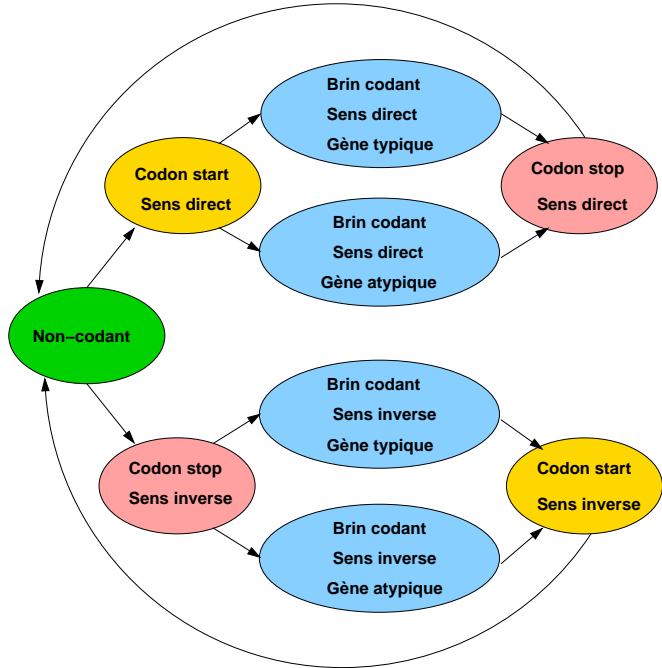 Brin codant
Sens direct
Gène typique
Codon start
Sens direct
Codon stop
Sens direct
Brin codant
Sens direct
Gène atypique
Non−codant
Brin codant
Sens inverse
Gène typique
Codon stop
Sens inverse
Codon start
Sens inverse
Brin codant
Sens inverse
Gène atypique